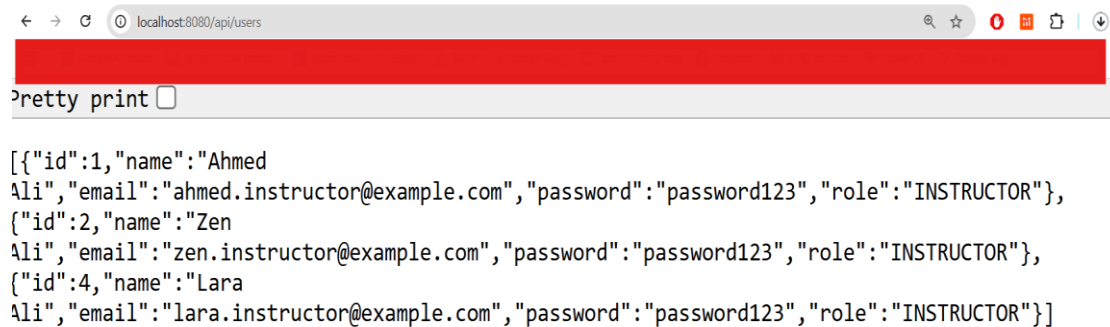 localhost:8080/api/users
Pretty print
[{"id":1,"name":"Ahmed
Ali","email":"ahmed.instructor@example.com","password":"password123","role":"INSTRUCTOR"},
{"id":2,"name":"Zen
Ali","email":"zen.instructor@example.com","password":"password123","role":"INSTRUCTOR"},
{"id":4,"name":"Lara
Ali","email":"lara.instructor@example.com","password":"password123","role":"INSTRUCTOR"}]